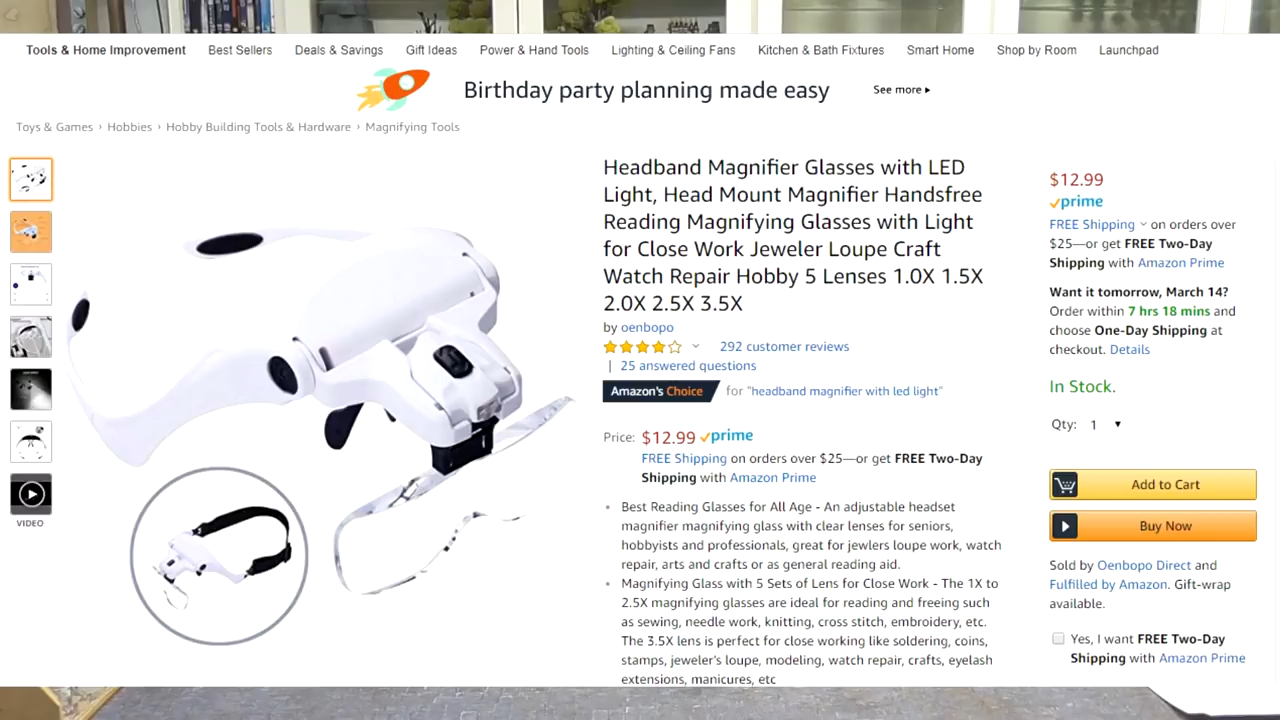 Tools & Home Improvement Best Sellers Deals & Savings Gift Ideas Power & Hand Tools Lighting & Ceiling Fans Kitchen & Bath Fixtures Smart Home Shop by Room Launchpad
Birthday party planning made easy See more ▸
Toys & Games › Hobbies › Hobby Building Tools & Hardware › Magnifying Tools
VIDEO
Headband Magnifier Glasses with LED
Light, Head Mount Magnifier Handsfree
Reading Magnifying Glasses with Light
for Close Work Jeweler Loupe Craft
Watch Repair Hobby 5 Lenses 1.0X 1.5X
2.0X 2.5X 3.5X
by oenbopo
292 customer reviews
| 25 answered questions
Amazon's Choice for "headband magnifier with led light"
Price: $12.99 prime
FREE Shipping on orders over $25—or get FREE Two-Day
Shipping with Amazon Prime
• Best Reading Glasses for All Age - An adjustable headset
magnifier magnifying glass with clear lenses for seniors,
hobbyists and professionals, great for jewlers loupe work, watch
repair, arts and crafts or as general reading aid.
• Magnifying Glass with 5 Sets of Lens for Close Work - The 1X to
2.5X magnifying glasses are ideal for reading and freeing such
as sewing, needle work, knitting, cross stitch, embroidery, etc.
The 3.5X lens is perfect for close working like soldering, coins,
stamps, jeweler's loupe, modeling, watch repair, crafts, eyelash
extensions, manicures, etc
$12.99
prime
FREE Shipping on orders over
$25—or get FREE Two-Day
Shipping with Amazon Prime
Want it tomorrow, March 14?
Order within 7 hrs 18 mins and
choose One-Day Shipping at
checkout. Details
In Stock.
Qty: 1
Add to Cart
Buy Now
Sold by Oenbopo Direct and
Fulfilled by Amazon. Gift-wrap
available.
Yes, I want FREE Two-Day
Shipping with Amazon Prime